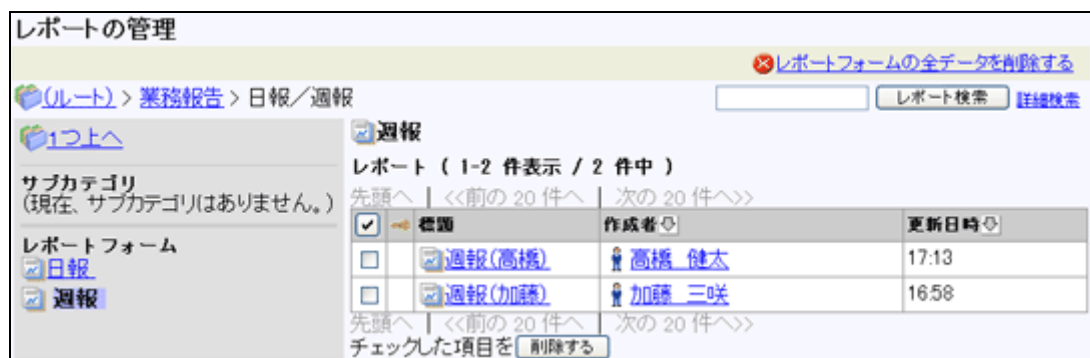 レポートの管理
レポートフォームの全データを削除する
(ルート) > 業務報告 > 日報/週報
レポート検索 詳細検索
1つ上へ
サブカテゴリ
(現在、サブカテゴリはありません。)
レポートフォーム
日報
週報
週報
レポート ( 1-2 件表示 / 2 件中 )
先頭へ | <<前の 20 件へ | 次の 20 件へ>>
標題 作成者 更新日時
週報(高橋) 高橋 健太 17:13
週報(加藤) 加藤 三咲 16:58
先頭へ | <<前の 20 件へ | 次の 20 件へ>>
チェックした項目を 削除する